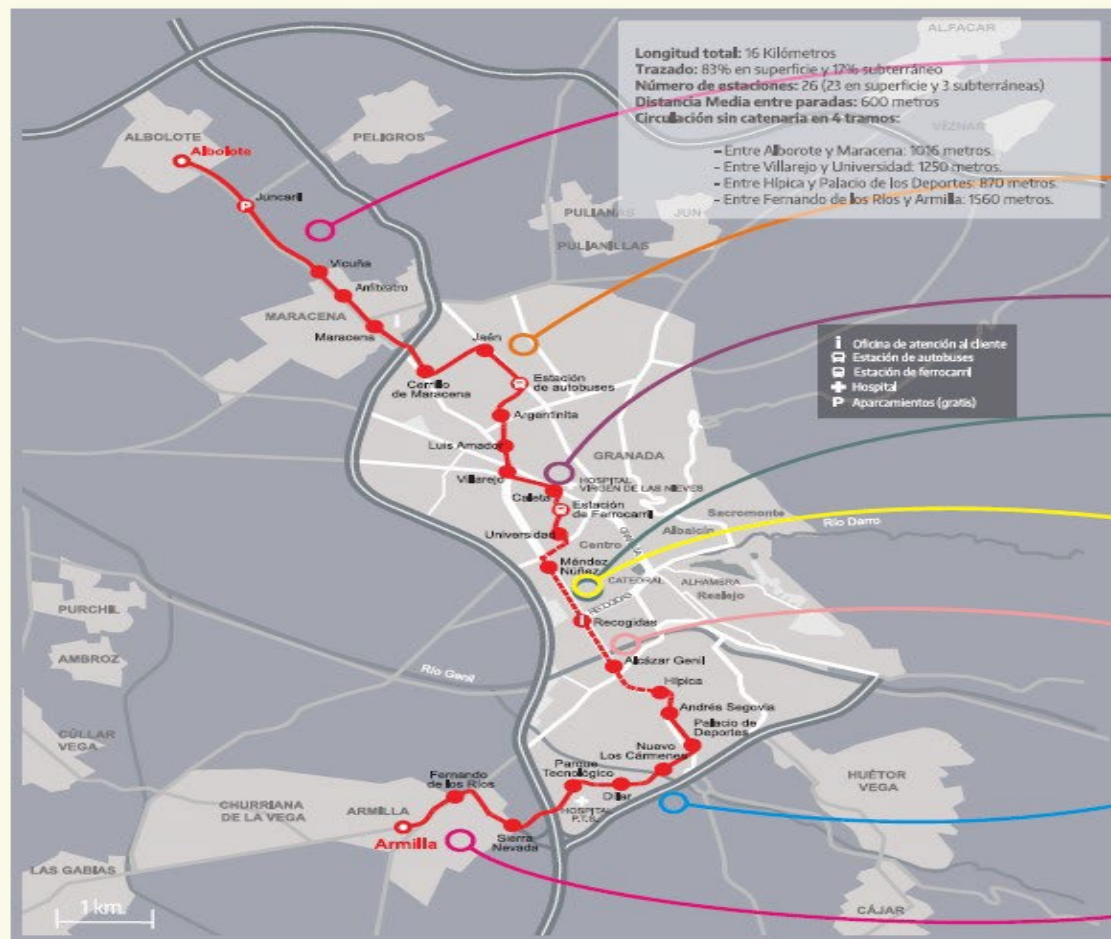 ALFACAR
Longitud total: 16 Kilómetros
Trazado: 83% en superficie y 17% subterráneo
Número de estaciones: 26 (23 en superficie y 3 subterráneas)
Distancia Media entre paradas: 600 metros
Circulación sin catenaria en 4 tramos:
VÍZNAR
- Entre Alborote y Maracena: 1016 metros.
- Entre Villarejo y Universidad: 1250 metros.
- Entre Hípica y Palacio de los Deportes: 870 metros.
- Entre Fernando de los Ríos y Armilla: 1560 metros.
ALBOLOTE
PELIGROS
Albolote
P
Juncaril
PULIANAS
JUN
PULIANILLAS
Vicuña
Anfiteatro
MARACENA
Maracena
Jaén
Cerrillo
de Maracena
Estación
de autobuses
i Oficina de atención al cliente
Estación de autobuses
Estación de ferrocarril
Hospital
P Aparcamientos (gratis)
Argentinita
Luis Amador
GRANADA
Villarejo
HOSPITAL
VIRGEN DE LAS NIEVES
Caleta
Estación
de Ferrocarril
GRAN VÍA
Sacromonte
Albaicín
Río Darro
Universidad
Centro
Méndez
Núñez
CATEDRAL
ALHAMBRA
Realejo
RECOGIDAS
Recogidas
PURCHIL
AMBROZ
Río Genil
Alcázar Genil
Hípica
Andrés Segovia
Palacio de
Deportes
CÚLLAR
VEGA
Nuevo
Los Cármenes
Parque
Tecnológico
Dílar
HOSPITAL
P.T.S.
Fernando
de los Ríos
HUÉTOR
VEGA
CHURRIANA
DE LA VEGA
ARMILLA
Armilla
Sierra
Nevada
LAS GABIAS
1 km.
CÁJAR